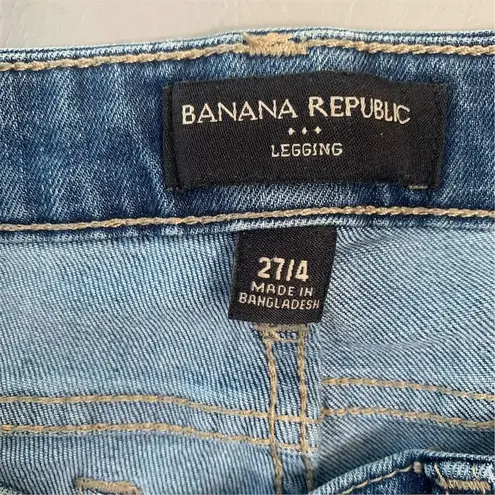 BANANA REPUBLIC
LEGGING
27/4
MADE IN
BANGLADESH